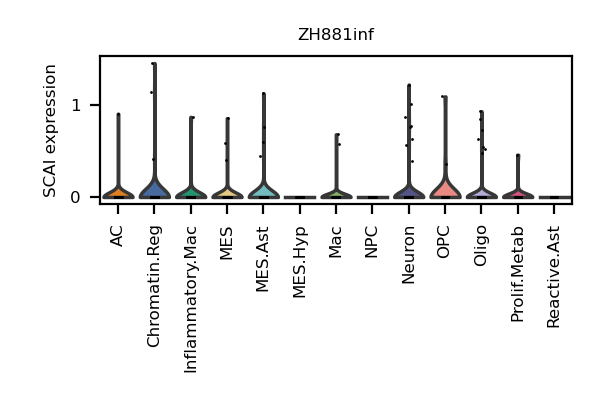 ZH881inf
SCAI expression
1
0
AC
Chromatin.Reg
Inflammatory.Mac
MES
MES.Ast
MES.Hyp
Mac
NPC
Neuron
OPC
Oligo
Prolif.Metab
Reactive.Ast